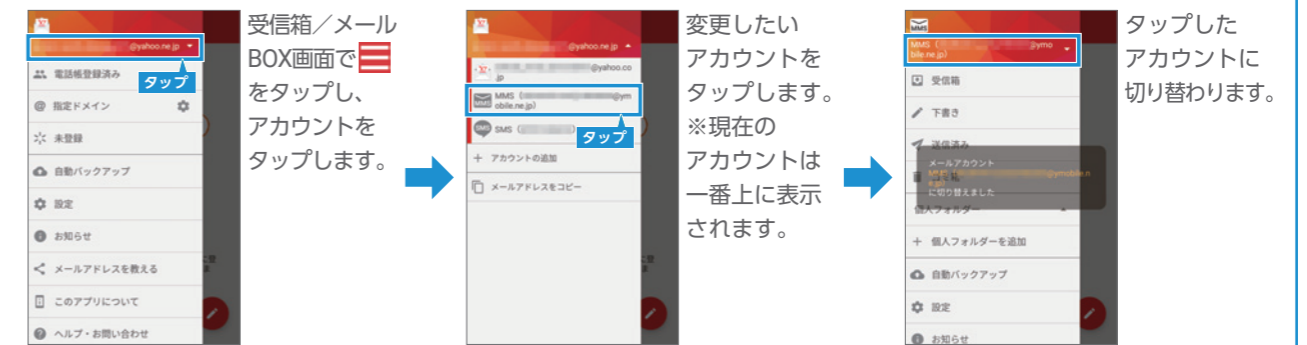 @yahoo.ne.jp
電話帳登録済み
タップ
指定ドメイン
未登録
自動バックアップ
設定
お知らせ
メールアドレスを教える
このアプリについて
ヘルプ・お問い合わせ
受信箱／メール
BOX画面で
をタップし、
アカウントを
タップします。
@yahoo.ne.jp
@yahoo.co
.jp
MMS
MMS (
@ym
obile.ne.jp)
SMS
SMS (
)
タップ
アカウントの追加
メールアドレスをコピー
変更したい
アカウントを
タップします。
※現在の
アカウントは
一番上に表示
されます。
MMS
MMS (
@ymo
bile.ne.jp)
受信箱
下書き
送信済み
メールアカウント
MMS (
@ymobile.n
e.jp)
に切り替えました
個人フォルダー
個人フォルダーを追加
自動バックアップ
設定
お知らせ
タップした
アカウントに
切り替わります。